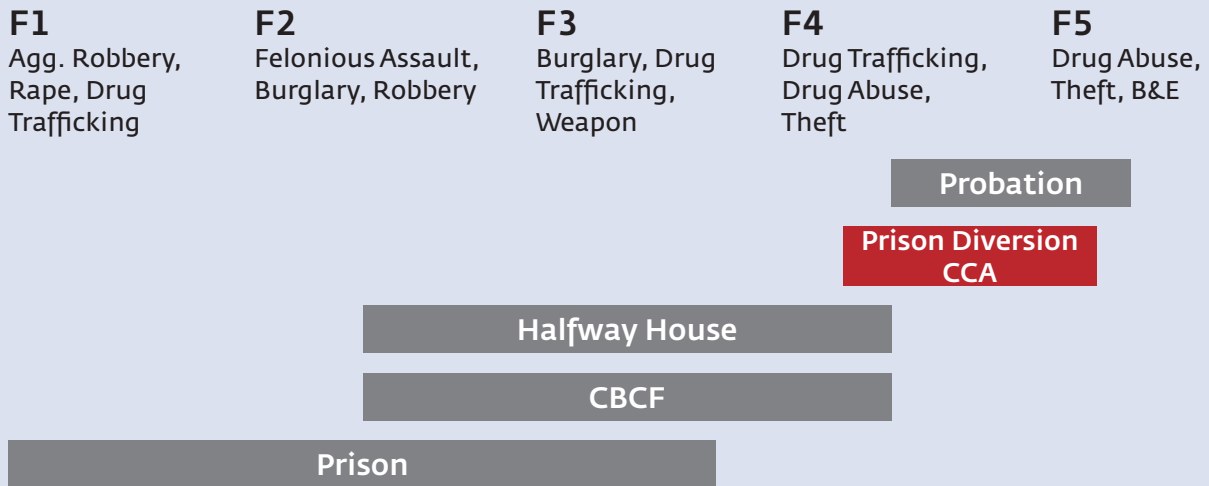 F1
Agg. Robbery,
Rape, Drug
Trafficking
F2
Felonious Assault,
Burglary, Robbery
F3
Burglary, Drug
Trafficking,
Weapon
F4
Drug Trafficking,
Drug Abuse,
Theft
F5
Drug Abuse,
Theft, B&E
Probation
Prison Diversion
CCA
Halfway House
CBCF
Prison